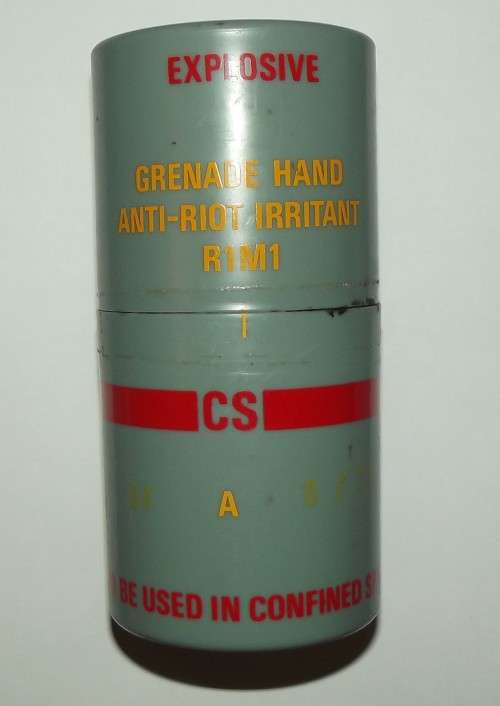 EXPLOSIVE
GRENADE HAND
ANTI-RIOT IRRITANT
R1M1
CS
A
BE USED IN CONFINED